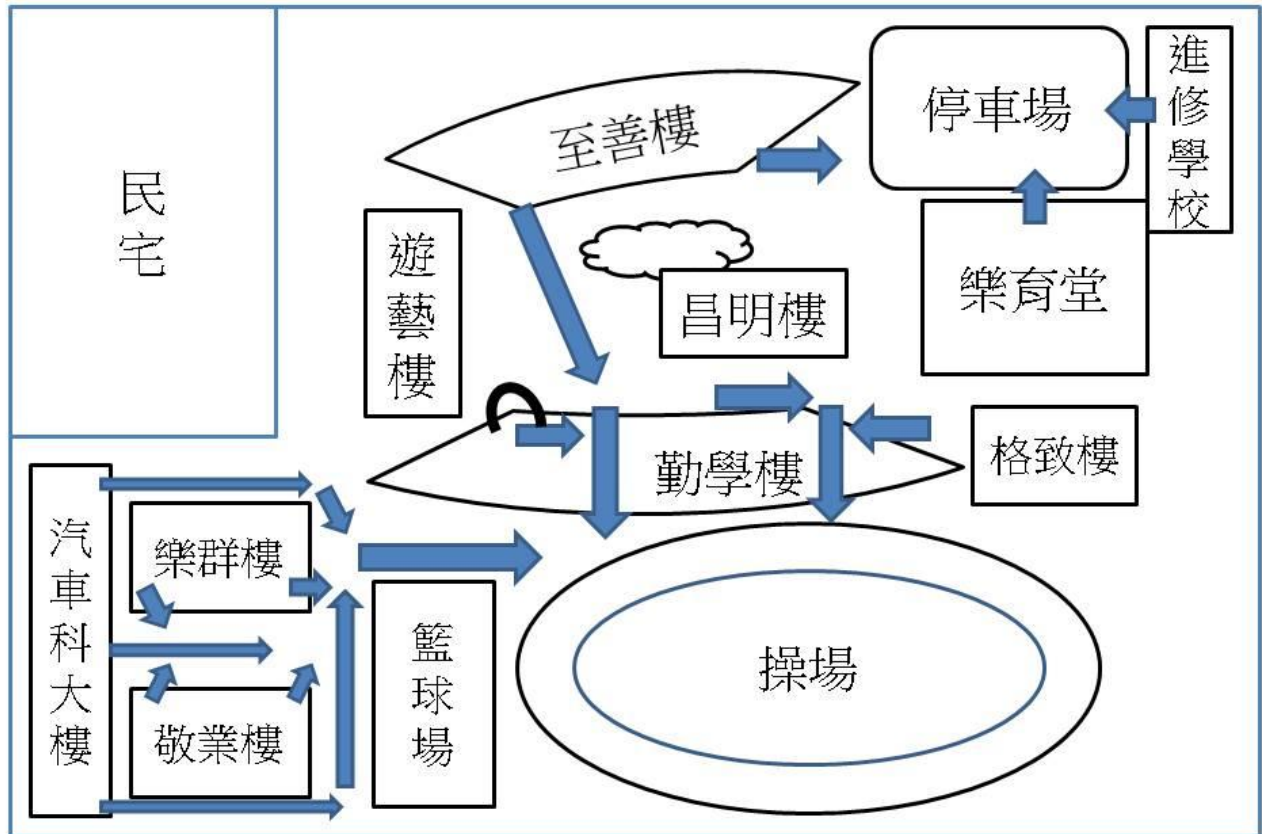 民宅
至善樓
停車場
進修學校
遊藝樓
昌明樓
樂育堂
勤學樓
格致樓
汽車科大樓
樂群樓
敬業樓
籃球場
操場